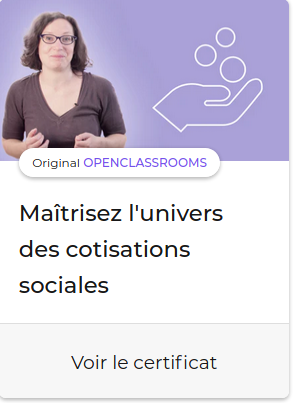 Original OPENCLASSROOMS
Maîtrisez l'univers
des cotisations
sociales
Voir le certificat